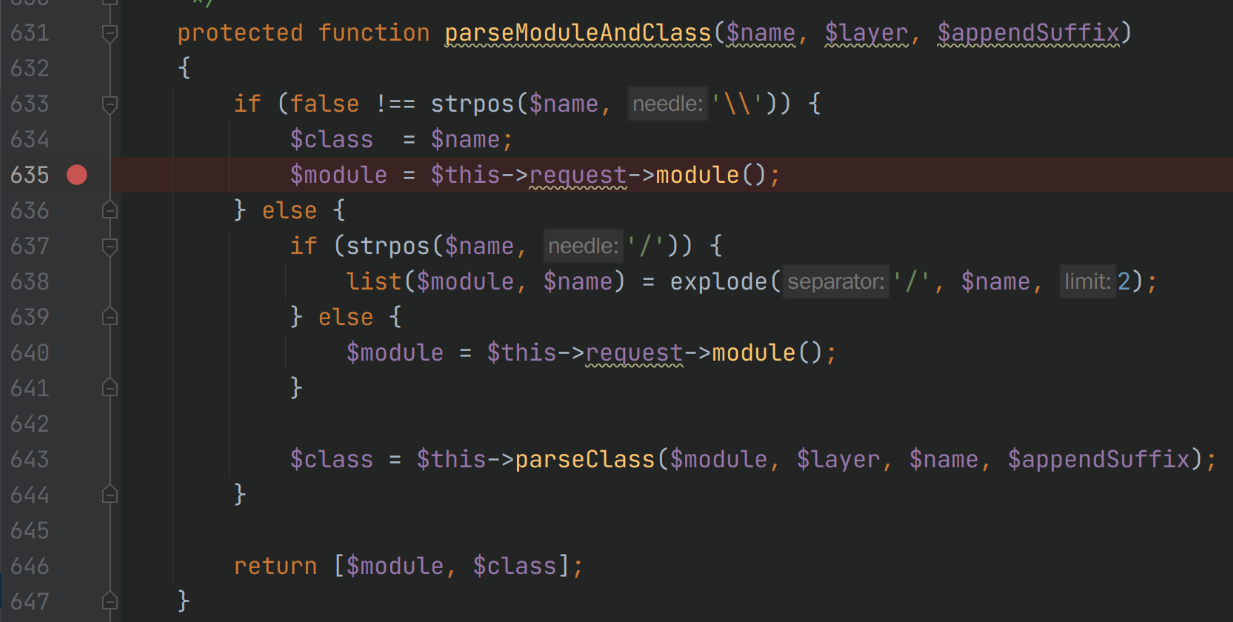 630 */
631 protected function parseModuleAndClass($name, $layer, $appendSuffix)
632 {
633 if (false !== strpos($name, needle: '\\')) {
634 $class  = $name;
635 $module = $this->request->module();
636 } else {
637 if (strpos($name, needle: '/')) {
638 list($module, $name) = explode( separator: '/', $name, limit: 2);
639 } else {
640 $module = $this->request->module();
641 }
642
643 $class = $this->parseClass($module, $layer, $name, $appendSuffix);
644 }
645
646 return [$module, $class];
647 }